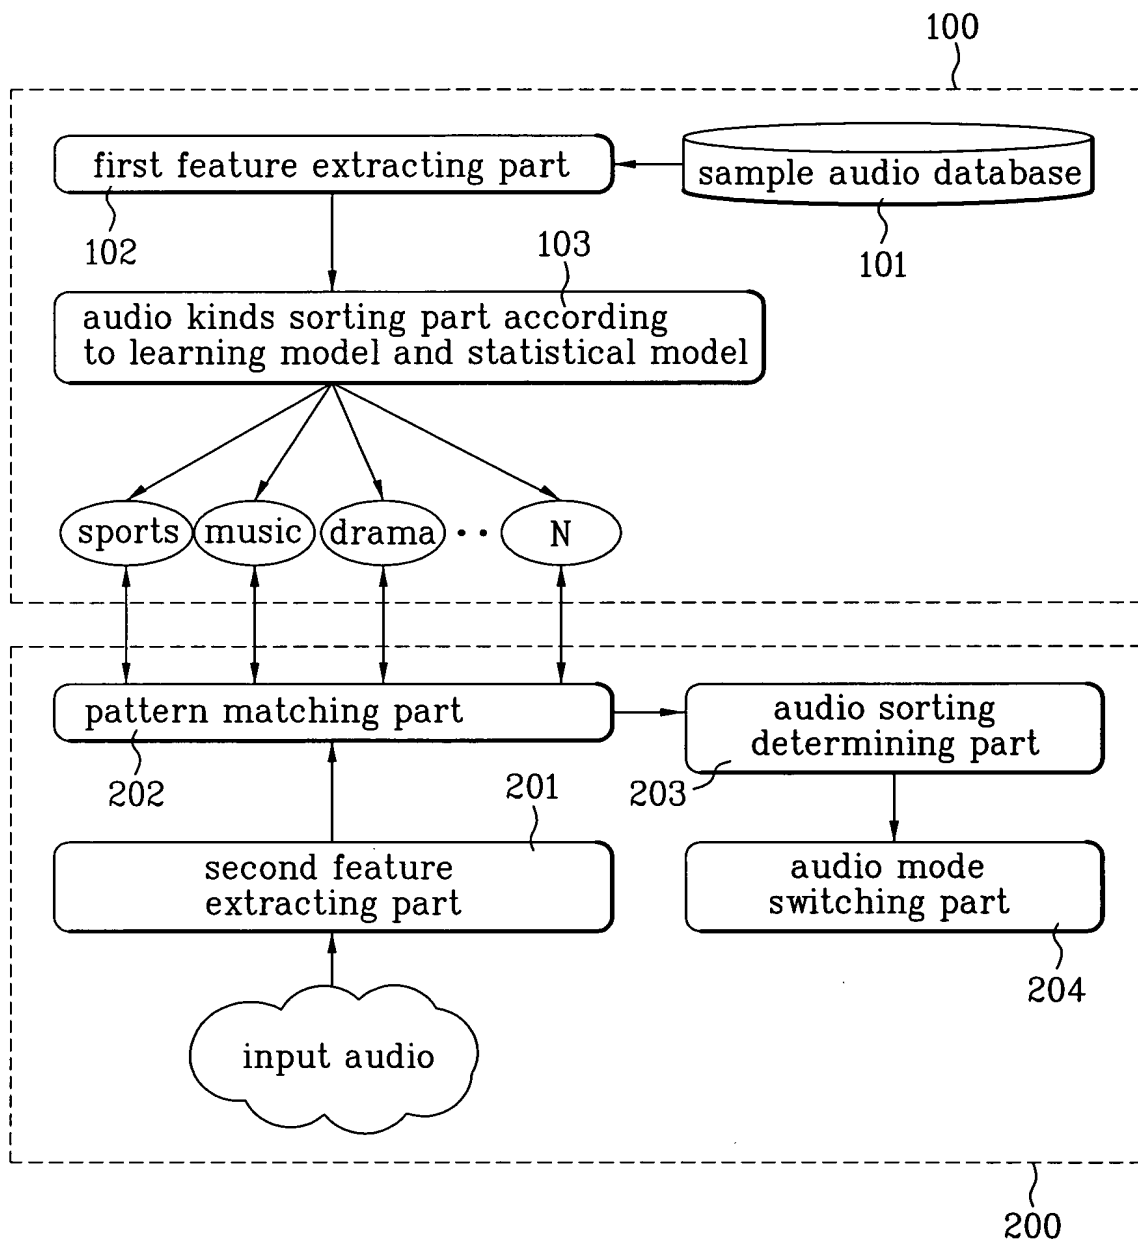 100
first feature extracting part
sample audio database
102
103
101
audio kinds sorting part according
to learning model and statistical model
sports
music
drama
..
N
pattern matching part
audio sorting
determining part
202
201
203
second feature
extracting part
audio mode
switching part
204
input audio
200